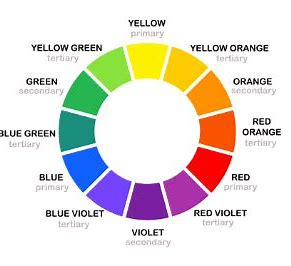 YELLOW
primary
YELLOW ORANGE
tertiary
ORANGE
secondary
RED
ORANGE
tertiary
RED
primary
RED VIOLET
tertiary
VIOLET
secondary
BLUE VIOLET
tertiary
BLUE
primary
BLUE GREEN
tertiary
GREEN
secondary
YELLOW GREEN
tertiary